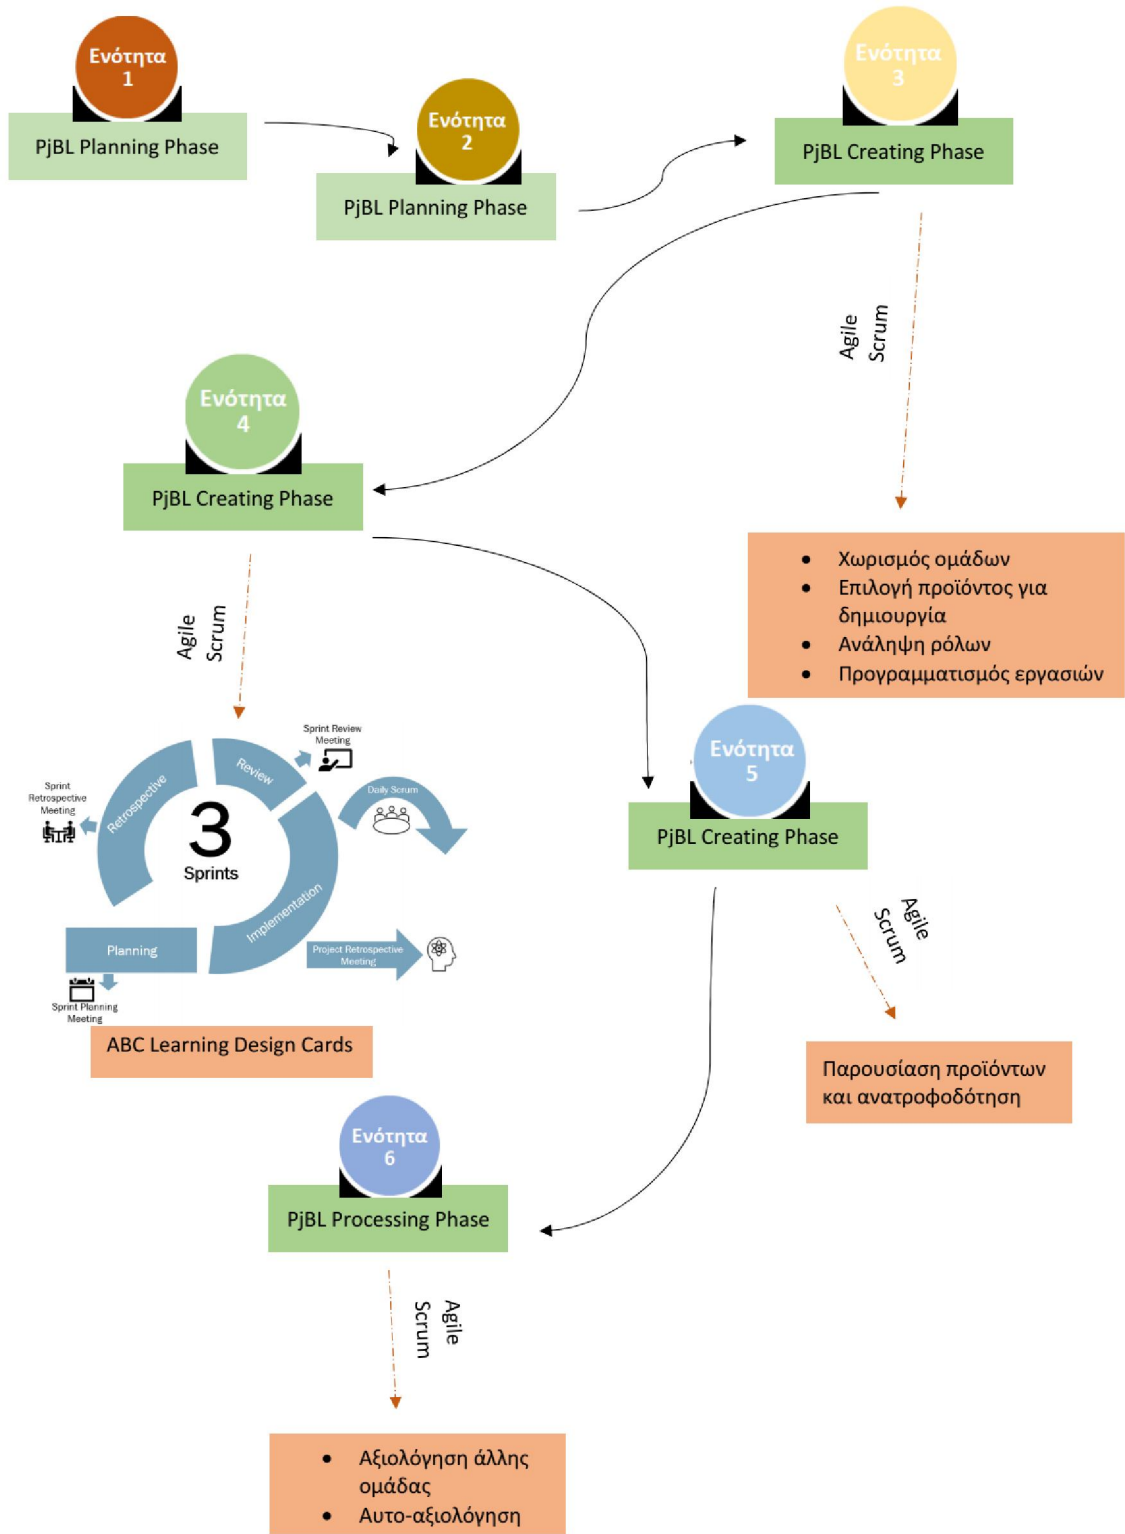 Ενότητα
1
PjBL Planning Phase
Ενότητα
2
PjBL Planning Phase
Ενότητα
3
PjBL Creating Phase
Agile
Scrum
Χωρισμός ομάδων
Επιλογή προϊόντος για
δημιουργία
Ανάληψη ρόλων
Προγραμματισμός εργασιών
Ενότητα
4
PjBL Creating Phase
Agile
Scrum
Sprint Review
Meeting
Review
Retrospective
Sprint
Retrospective
Meeting
3
Sprints
Daily Scrum
Implementation
Planning
Project Retrospective
Meeting
Sprint Planning
Meeting
ABC Learning Design Cards
Ενότητα
5
PjBL Creating Phase
Agile
Scrum
Παρουσίαση προϊόντων
και ανατροφοδότηση
Ενότητα
6
PjBL Processing Phase
Agile
Scrum
Αξιολόγηση άλλης
ομάδας
Αυτο-αξιολόγηση